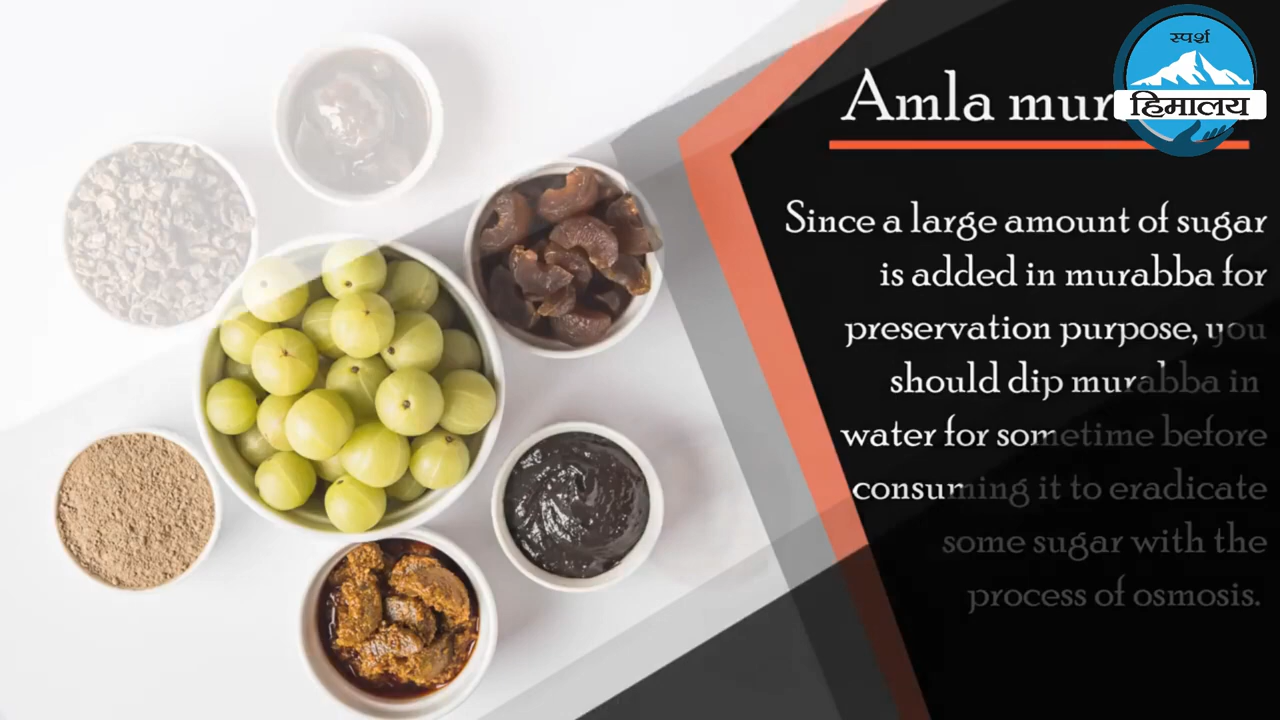 स्पर्श
हिमालय
Amla mur
Since a large amount of sugar
is added in murabba for
preservation purpose, you
should dip murabba in
water for sometime before
consuming it to eradicate
some sugar with the
process of osmosis.